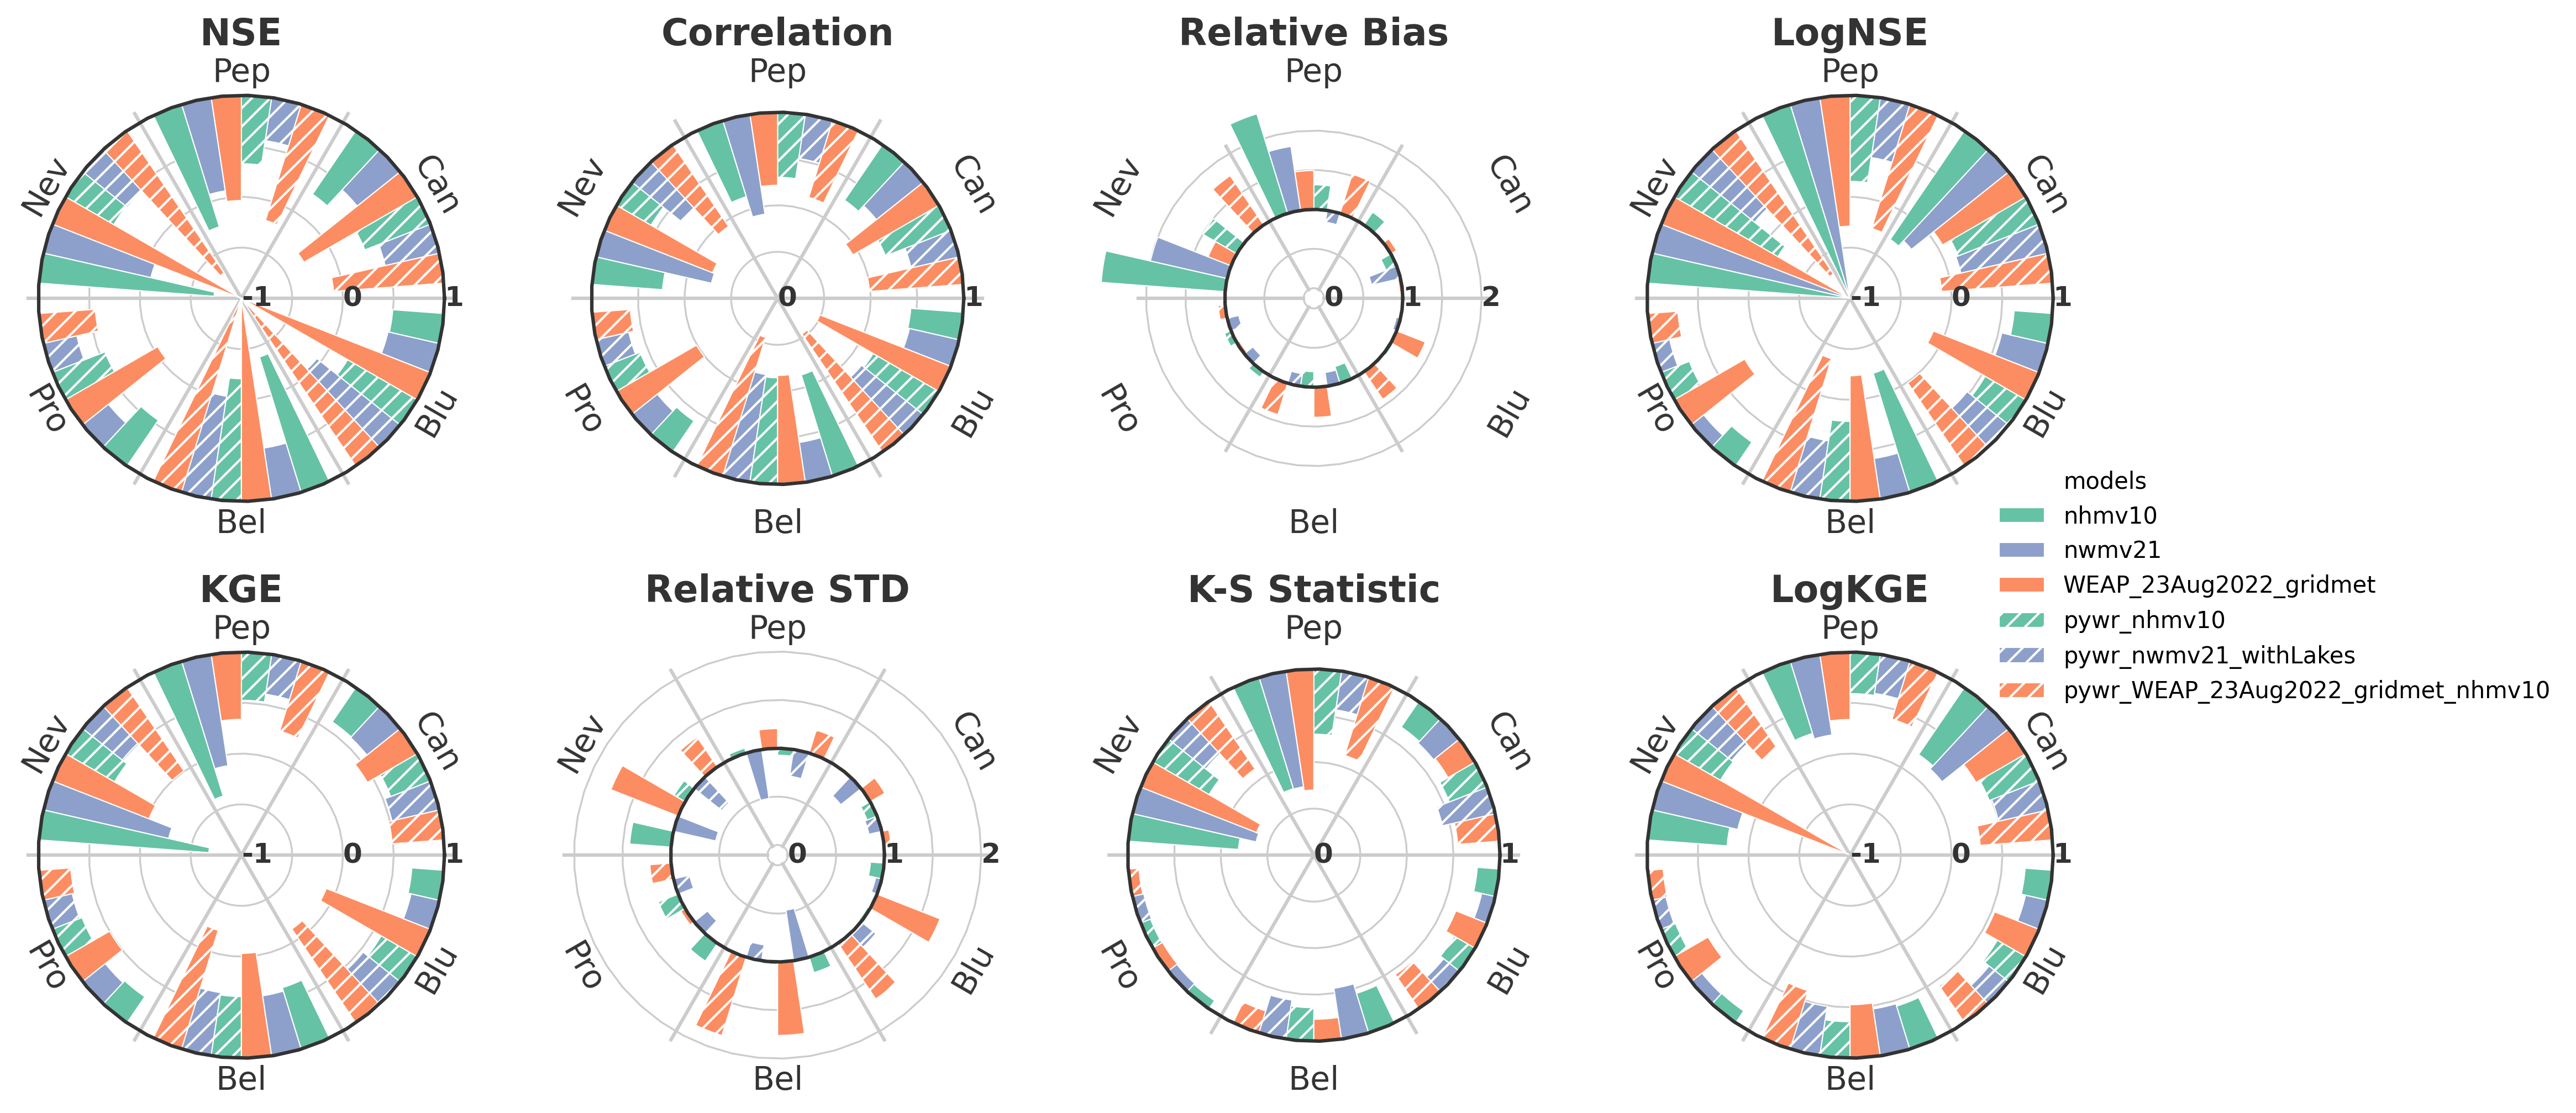 NSE
Pep
Nev
Can
-1
0
1
Pro
Blu
Bel
Correlation
Pep
Nev
Can
0
1
Pro
Blu
Bel
Relative Bias
Pep
Nev
Can
0
1
2
Pro
Blu
Bel
LogNSE
Pep
Nev
Can
-1
0
1
Pro
Blu
Bel
models
nhmv10
nwmv21
WEAP_23Aug2022_gridmet
pywr_nhmv10
pywr_nwmv21_withLakes
pywr_WEAP_23Aug2022_gridmet_nhmv10
KGE
Pep
Nev
Can
-1
0
1
Pro
Blu
Bel
Relative STD
Pep
Nev
Can
0
1
2
Pro
Blu
Bel
K-S Statistic
Pep
Nev
Can
0
1
Pro
Blu
Bel
LogKGE
Pep
Nev
Can
-1
0
1
Pro
Blu
Bel